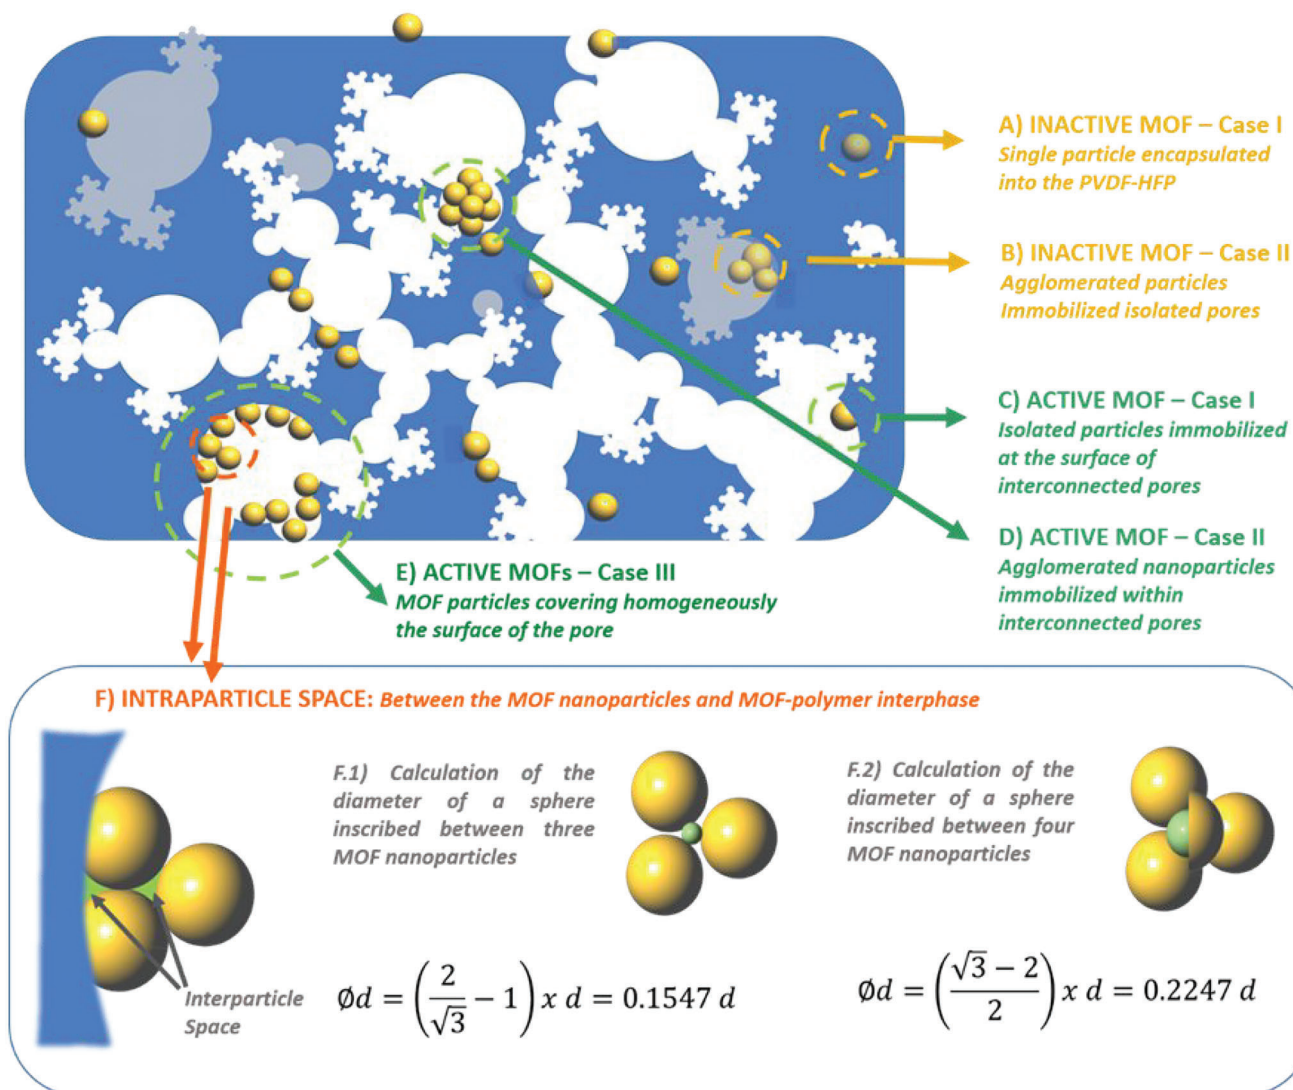 A) INACTIVE MOF – Case I
Single particle encapsulated
into the PVDF-HFP
B) INACTIVE MOF – Case II
Agglomerated particles
Immobilized isolated pores
C) ACTIVE MOF – Case I
Isolated particles immobilized
at the surface of
interconnected pores
D) ACTIVE MOF – Case II
Agglomerated nanoparticles
immobilized within
interconnected pores
E) ACTIVE MOFs – Case III
MOF particles covering homogeneously
the surface of the pore
F) INTRAPARTICLE SPACE: Between the MOF nanoparticles and MOF-polymer interphase
F.1) Calculation of the
diameter of a sphere
inscribed between three
MOF nanoparticles
F.2) Calculation of the
diameter of a sphere
inscribed between four
MOF nanoparticles
Interparticle
Space
∅d = (2/√3 − 1) x d = 0.1547 d
∅d = ((√3 − 2)/2) x d = 0.2247 d